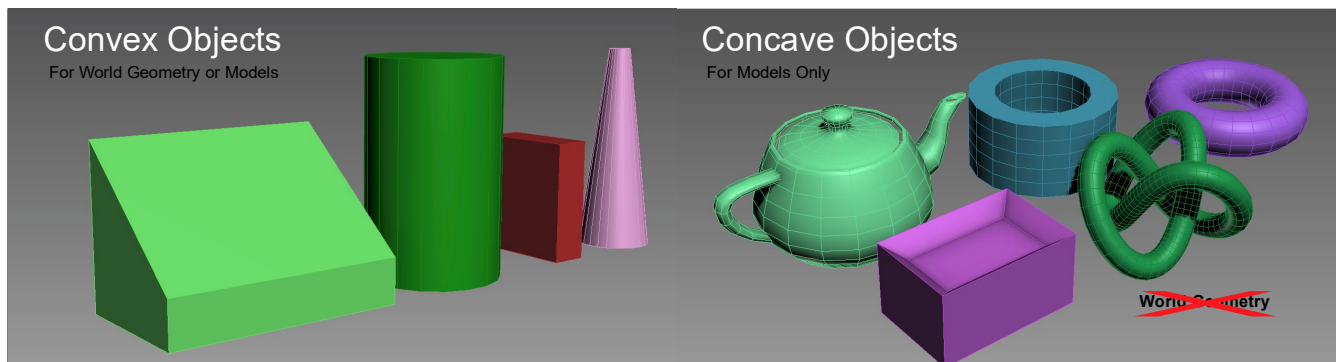 Convex Objects
For World Geometry or Models
Concave Objects
For Models Only
World Geometry